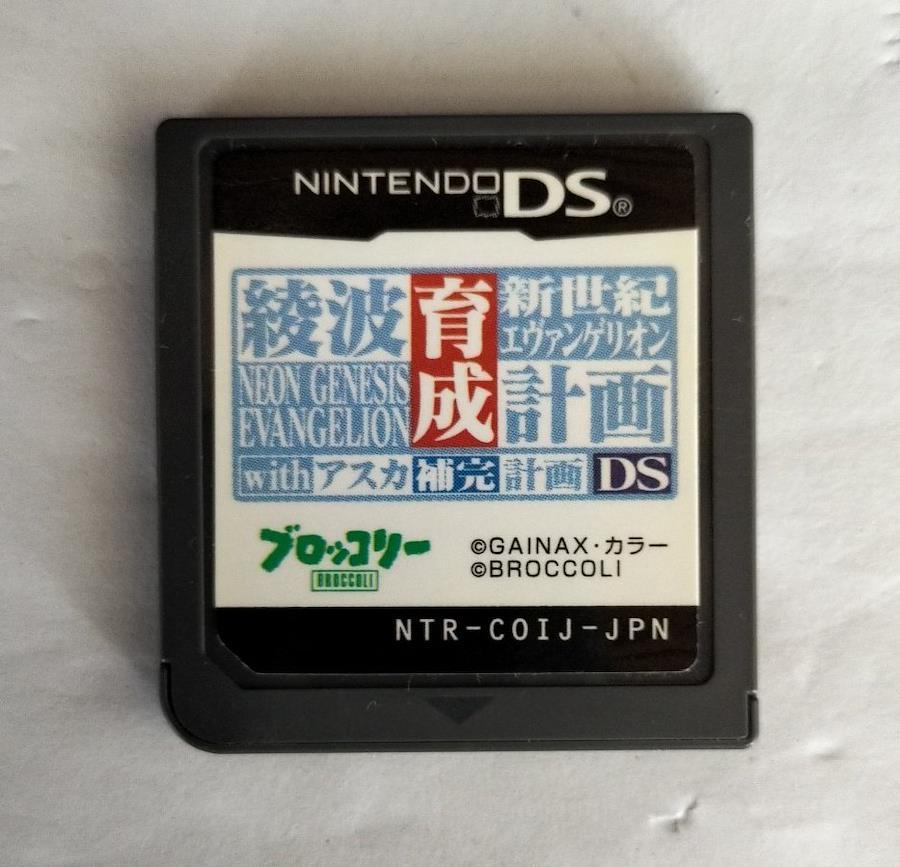 NINTENDO DS®
綾波育成計画
新世紀
エヴァンゲリオン
NEON GENESIS
EVANGELION
withアスカ補完計画DS
ブロッコリー
BROCCOLI
©GAINAX・カラー
©BROCCOLI
NTR-COIJ-JPN